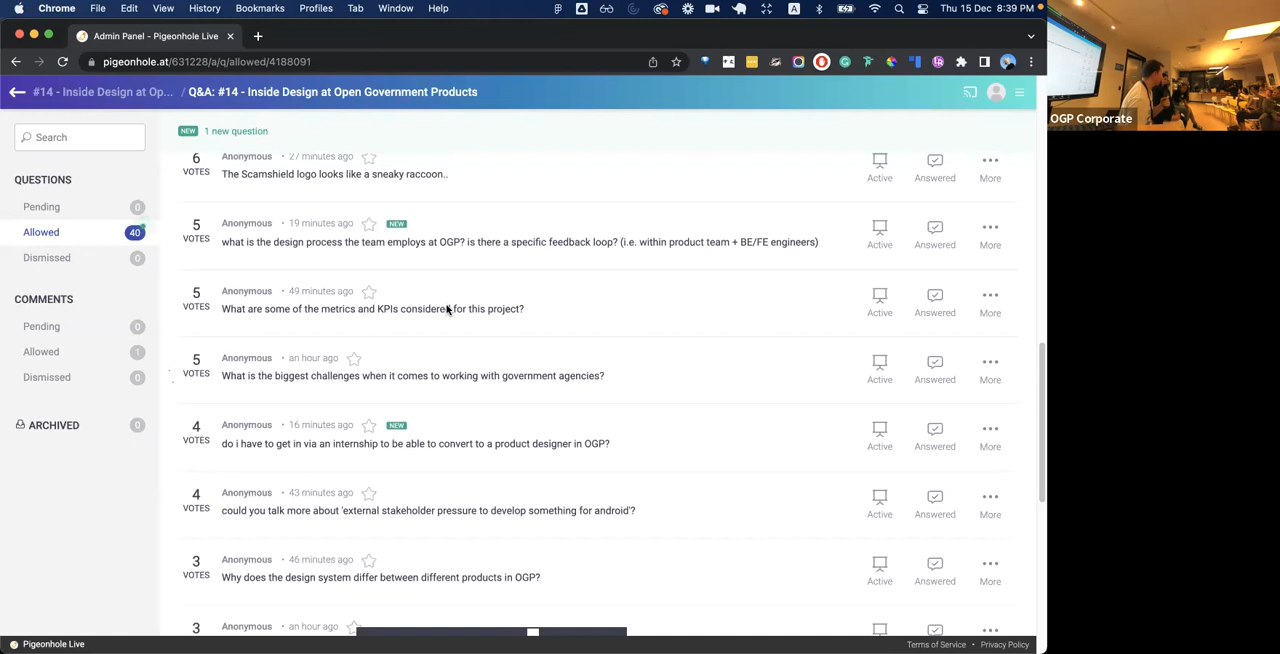 Chrome File Edit View History Bookmarks Profiles Tab Window Help
Thu 15 Dec 8:39 PM
Admin Panel - Pigeonhole Live
pigeonhole.at/631228/a/q/allowed/4188091
#14 - Inside Design at Op... / Q&A: #14 - Inside Design at Open Government Products
OGP Corporate
Search
QUESTIONS
Pending 0
Allowed 40
Dismissed 0
COMMENTS
Pending 0
Allowed 1
Dismissed 0
ARCHIVED 0
NEW 1 new question
6 VOTES
Anonymous • 27 minutes ago
The Scamshield logo looks like a sneaky raccoon..
Active Answered More
5 VOTES
Anonymous • 19 minutes ago NEW
what is the design process the team employs at OGP? is there a specific feedback loop? (i.e. within product team + BE/FE engineers)
Active Answered More
5 VOTES
Anonymous • 49 minutes ago
What are some of the metrics and KPIs considered for this project?
Active Answered More
5 VOTES
Anonymous • an hour ago
What is the biggest challenges when it comes to working with government agencies?
Active Answered More
4 VOTES
Anonymous • 16 minutes ago NEW
do i have to get in via an internship to be able to convert to a product designer in OGP?
Active Answered More
4 VOTES
Anonymous • 43 minutes ago
could you talk more about 'external stakeholder pressure to develop something for android'?
Active Answered More
3 VOTES
Anonymous • 46 minutes ago
Why does the design system differ between different products in OGP?
Active Answered More
3
Anonymous • an hour ago
Pigeonhole Live
Terms of Service • Privacy Policy